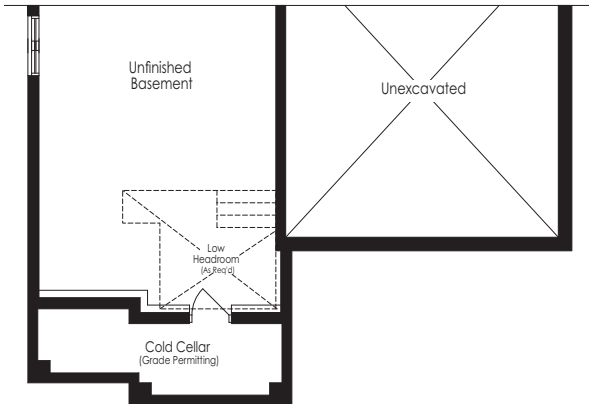 Unfinished
Basement
Unexcavated
Low
Headroom
(As Req'd)
Cold Cellar
(Grade Permitting)